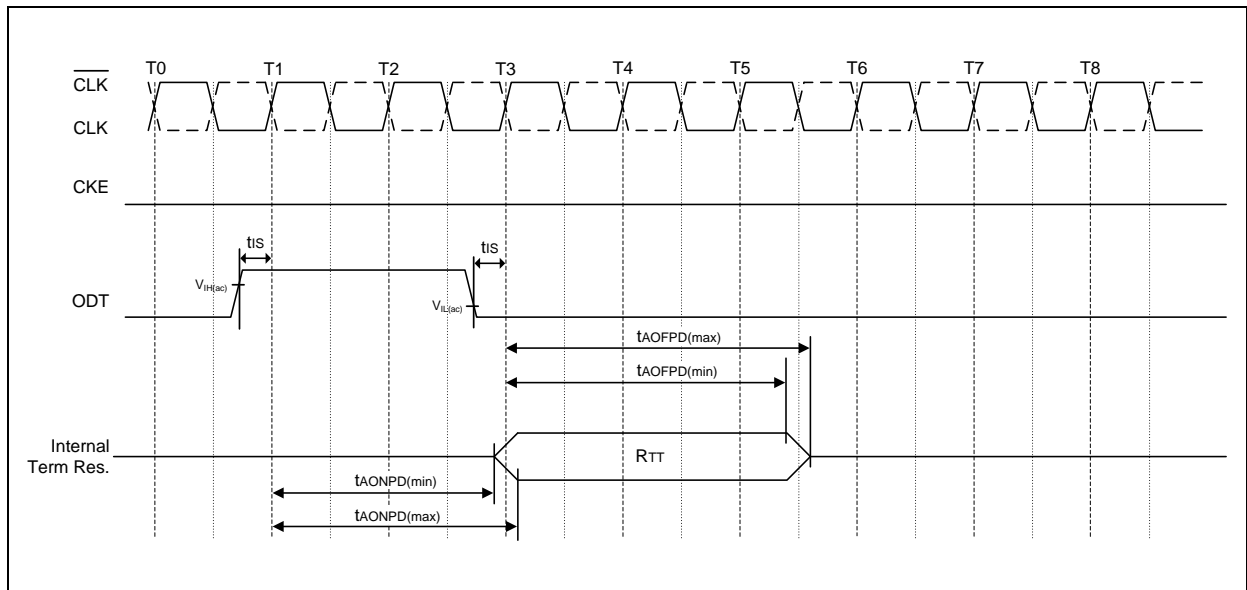 T0 T1 T2 T3 T4 T5 T6 T7 T8
CLK
CLK
CKE
tIS tIS
VIH(ac)
ODT
VIL(ac)
tAOFPD(max)
tAOFPD(min)
Internal
Term Res.
RTT
tAONPD(min)
tAONPD(max)